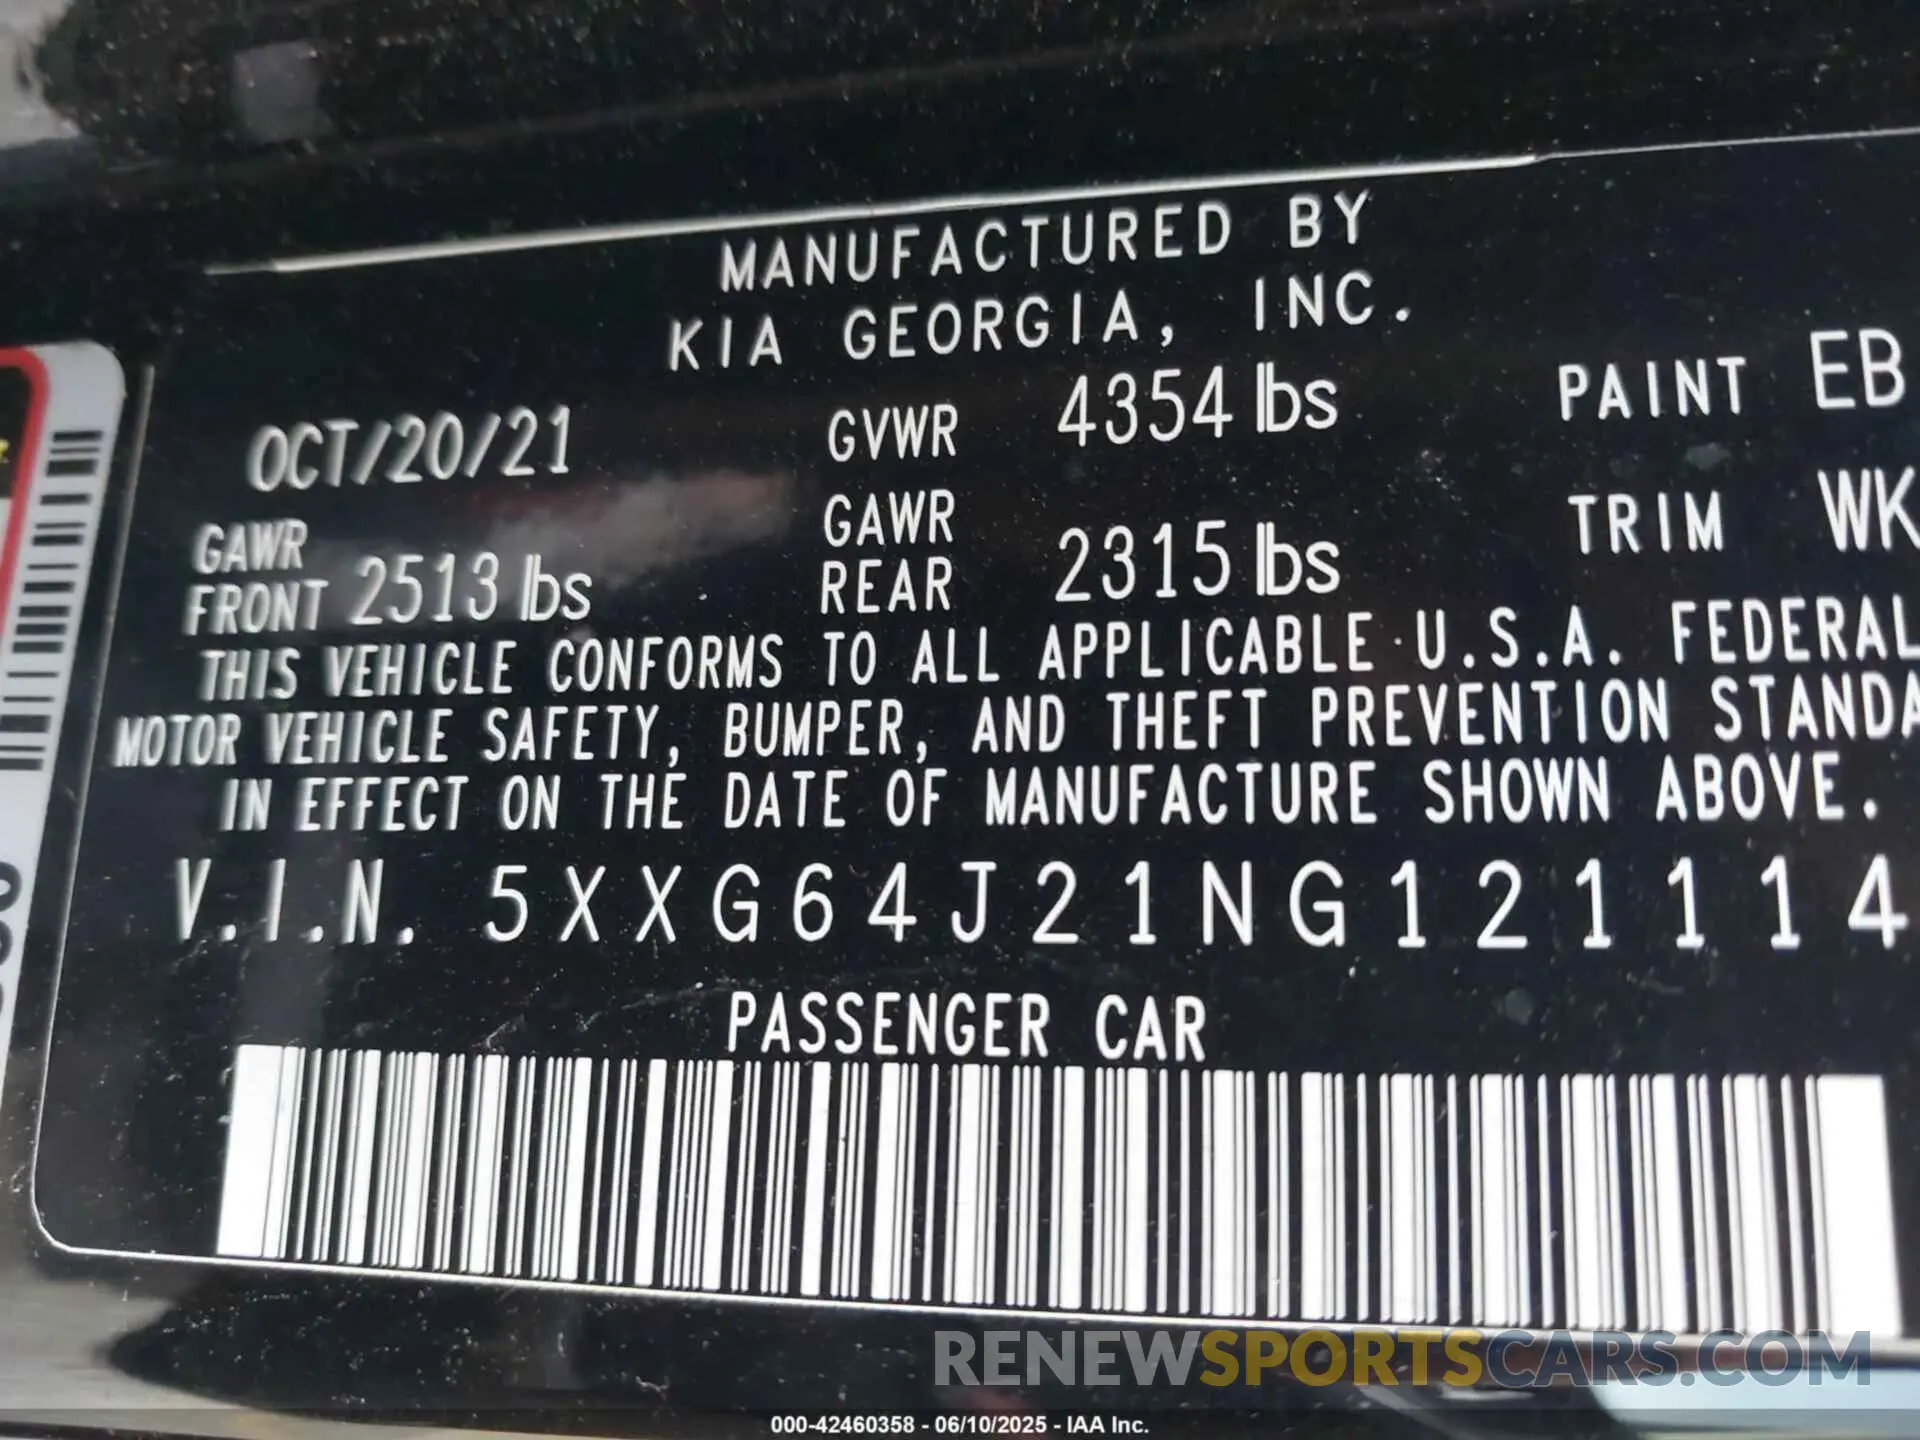 MANUFACTURED BY
KIA GEORGIA, INC.
OCT/20/21 GVWR 4354 lbs PAINT EB
GAWR FRONT 2513 lbs GAWR REAR 2315 lbs TRIM WK
THIS VEHICLE CONFORMS TO ALL APPLICABLE U.S.A. FEDERAL
MOTOR VEHICLE SAFETY, BUMPER, AND THEFT PREVENTION STANDA
IN EFFECT ON THE DATE OF MANUFACTURE SHOWN ABOVE.
V.I.N. 5XXG64J21NG121114
PASSENGER CAR
RENEWSPORTSCARS.COM
000-42460358 - 06/10/2025 - IAA Inc.